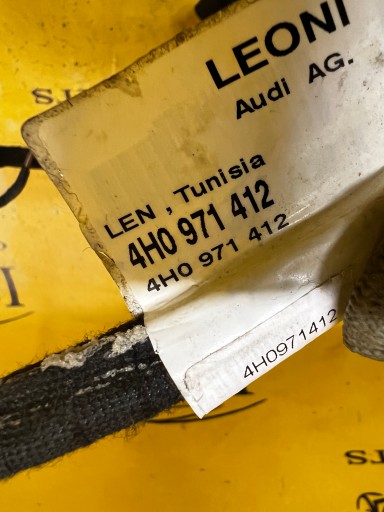 LEONI
Audi AG.
LEN , Tunisia
4H0 971 412
4H0 971 412
4H0971412